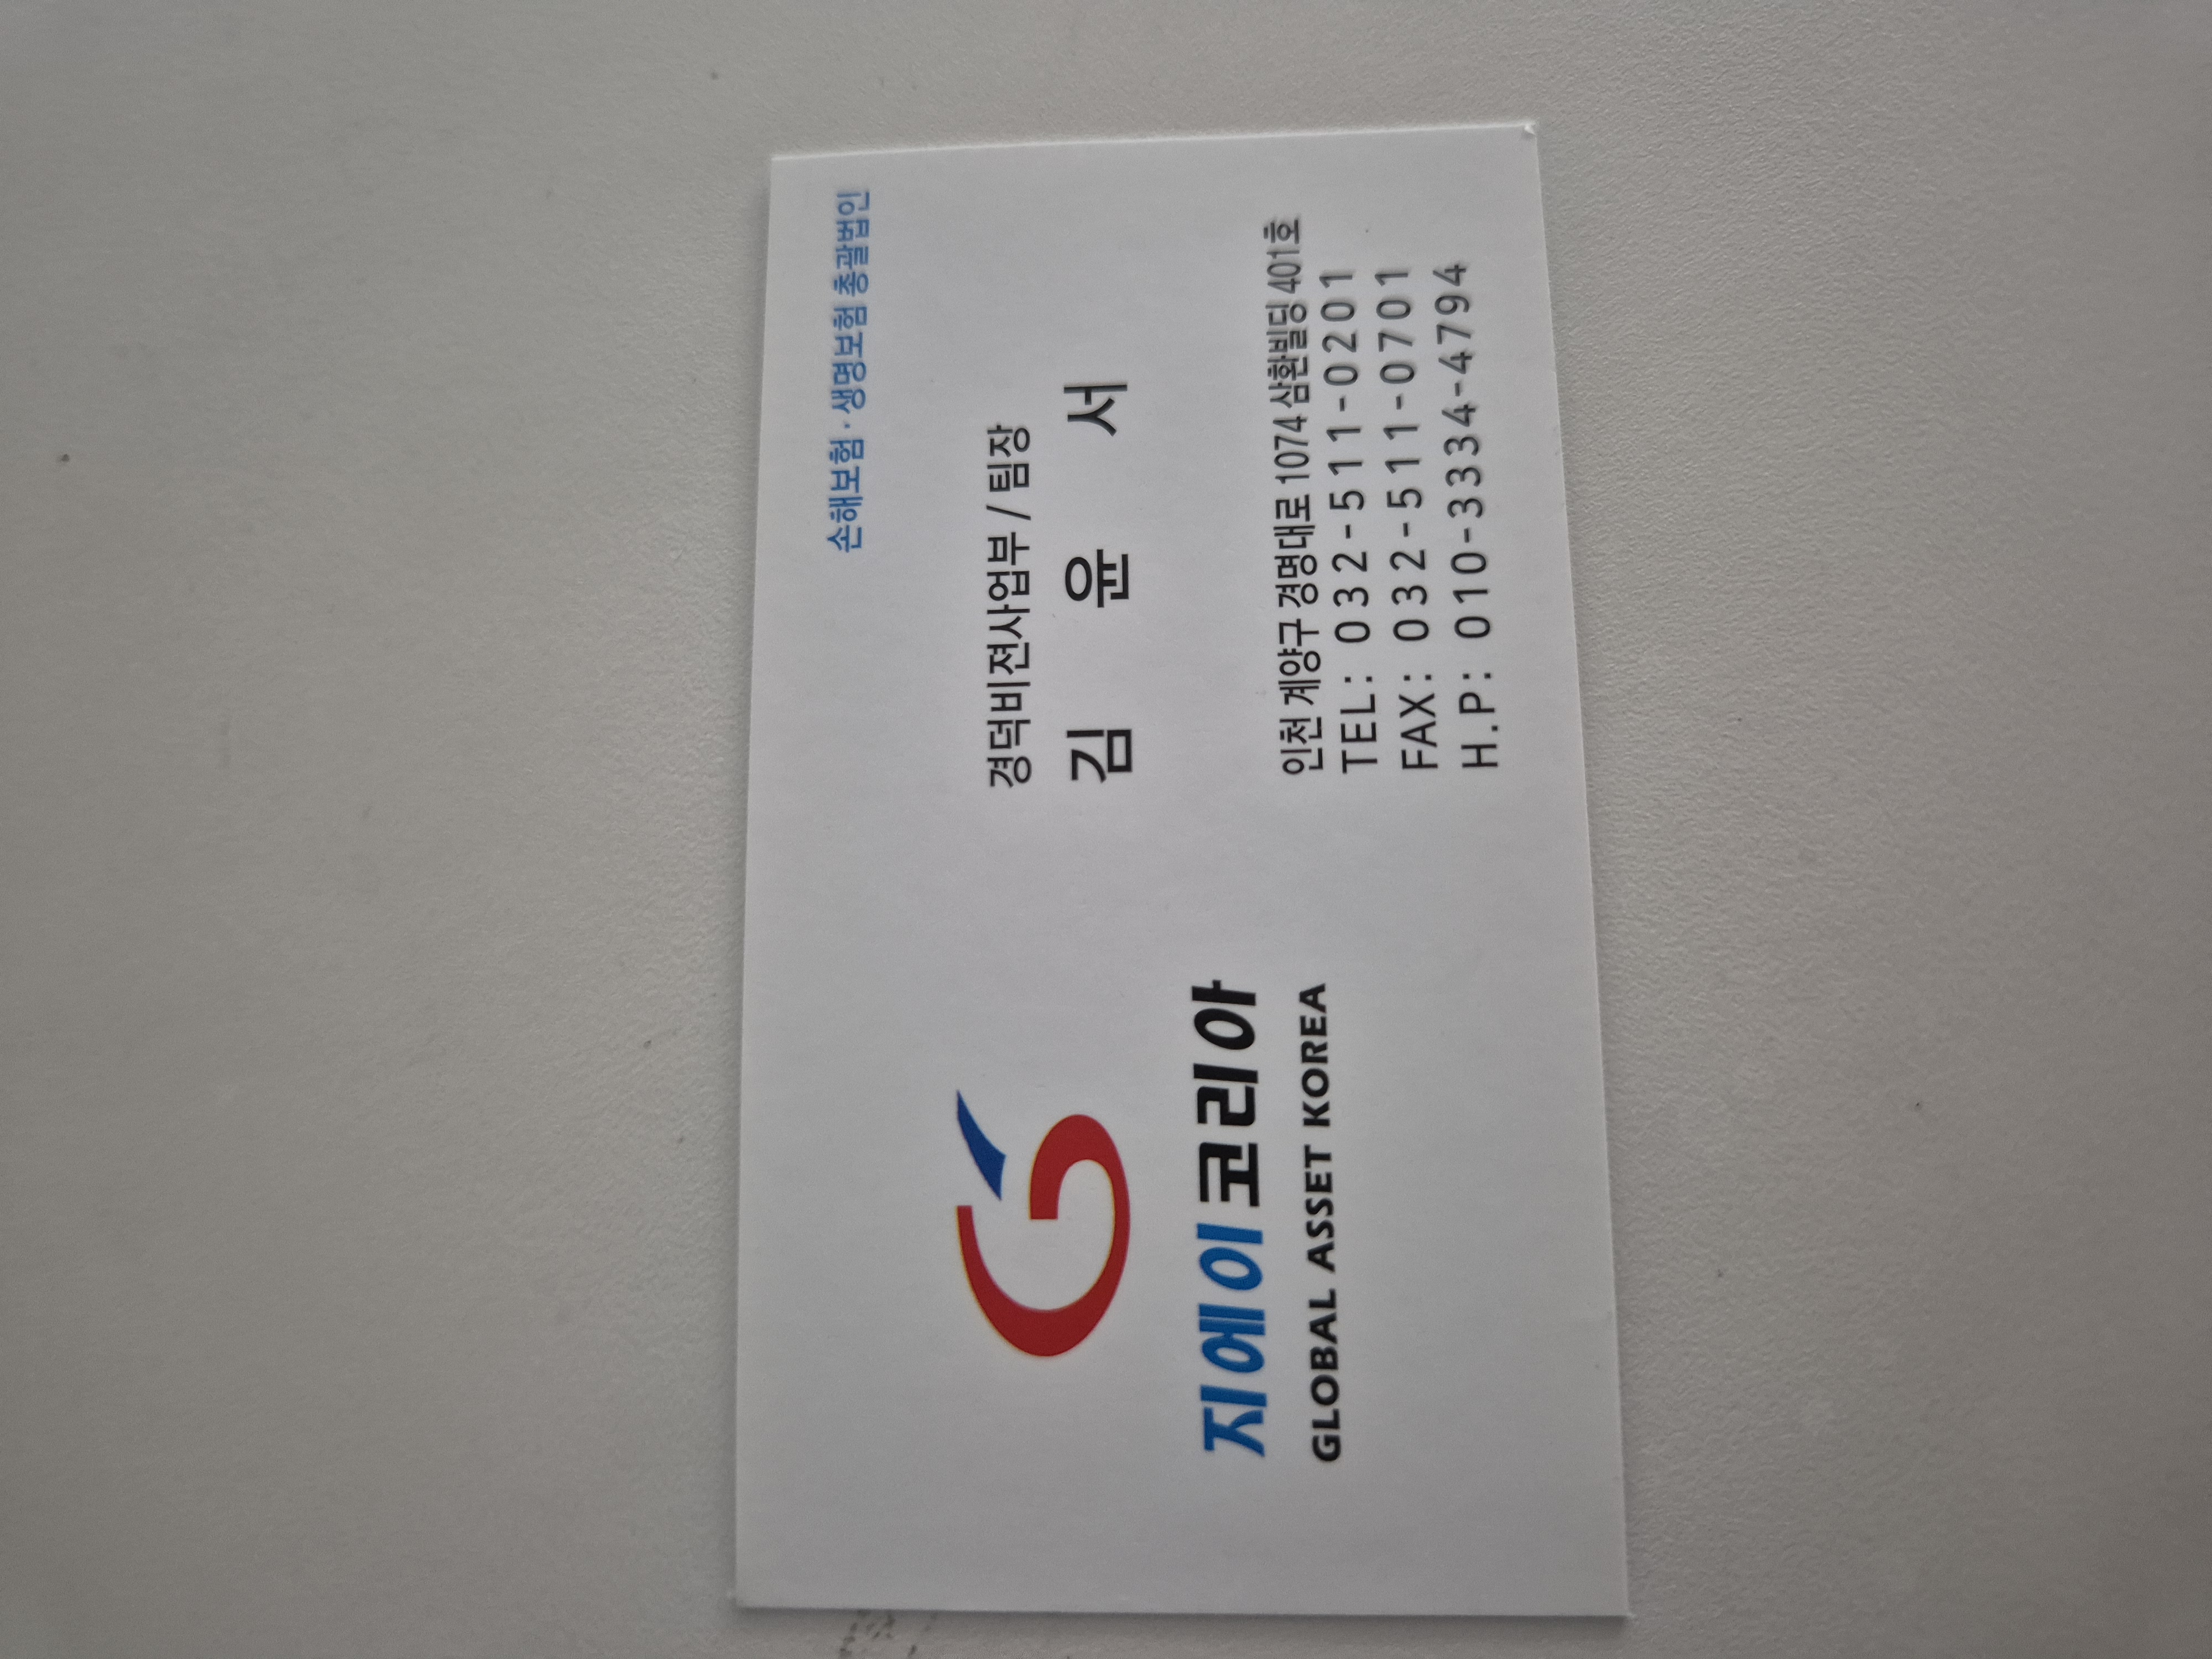 손해보험 · 생명보험 총괄법인
경덕비젼사업부 / 팀장
김 윤 서
지에이코리아
GLOBAL ASSET KOREA
인천 계양구 경명대로 1074 삼환빌딩 401호
TEL: 032-511-0201
FAX: 032-511-0701
H.P: 010-3334-4794